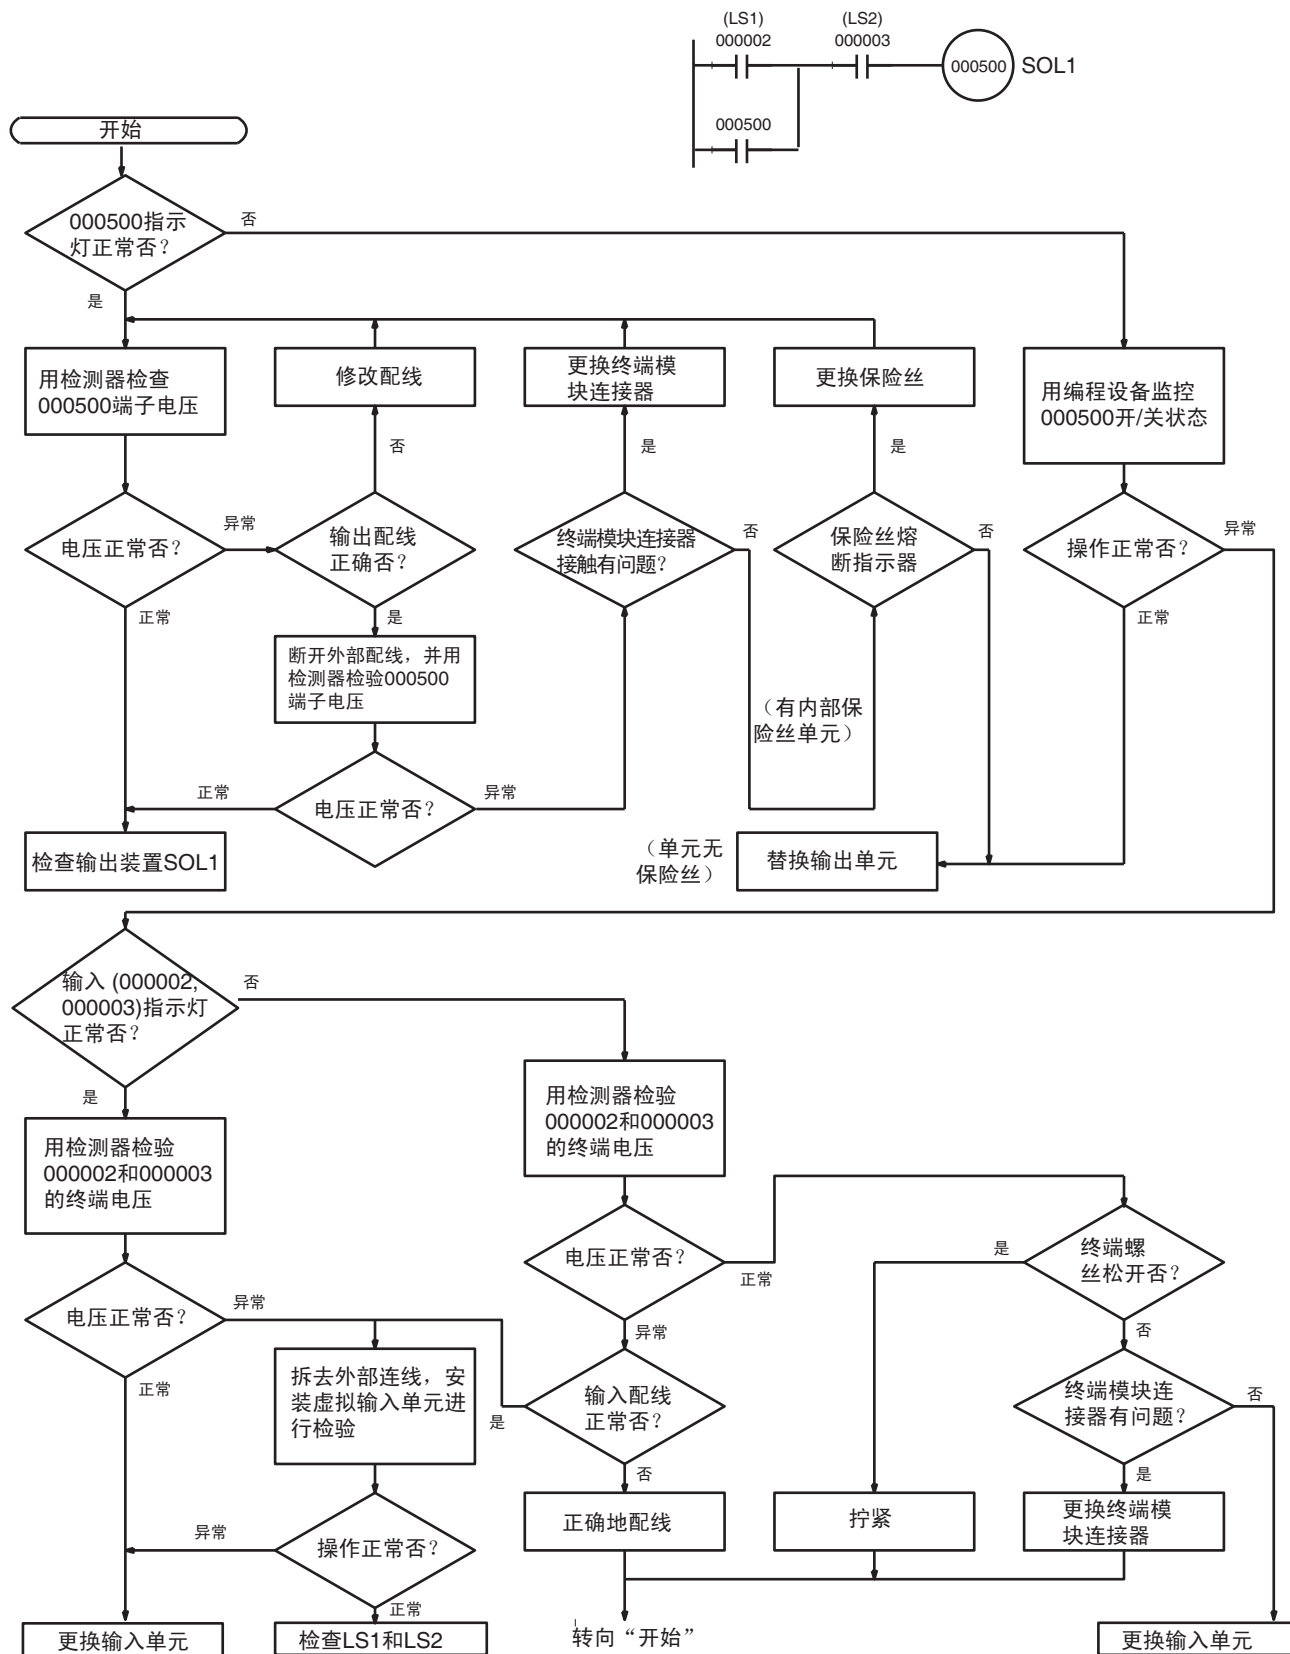 (LS1)
000002
(LS2)
000003
000500
SOL1
000500
开始
000500指示
灯正常否？
否
是
用检测器检查
000500端子电压
修改配线
更换终端模
块连接器
更换保险丝
用编程设备监控
000500开/关状态
否
是
是
电压正常否？
异常
输出配线
正确否？
终端模块连接器
接触有问题？
否
保险丝熔
断指示器
否
操作正常否？
异常
正常
是
正常
断开外部配线，并用
检测器检验000500
端子电压
（有内部保
险丝单元）
正常
电压正常否？
异常
检查输出装置SOL1
（单元无
保险丝）
替换输出单元
输入 (000002,
000003)指示灯
正常否？
否
是
用检测器检验
000002和000003
的终端电压
用检测器检验
000002和000003
的终端电压
电压正常否？
正常
是
终端螺
丝松开否？
电压正常否？
异常
异常
否
正常
拆去外部连线，安
装虚拟输入单元进
行检验
是
输入配线
正常否？
终端模块连
接器有问题？
否
否
是
正确地配线
拧紧
更换终端模
块连接器
异常
操作正常否？
正常
更换输入单元
检查LS1和LS2
转向“开始”
更换输入单元